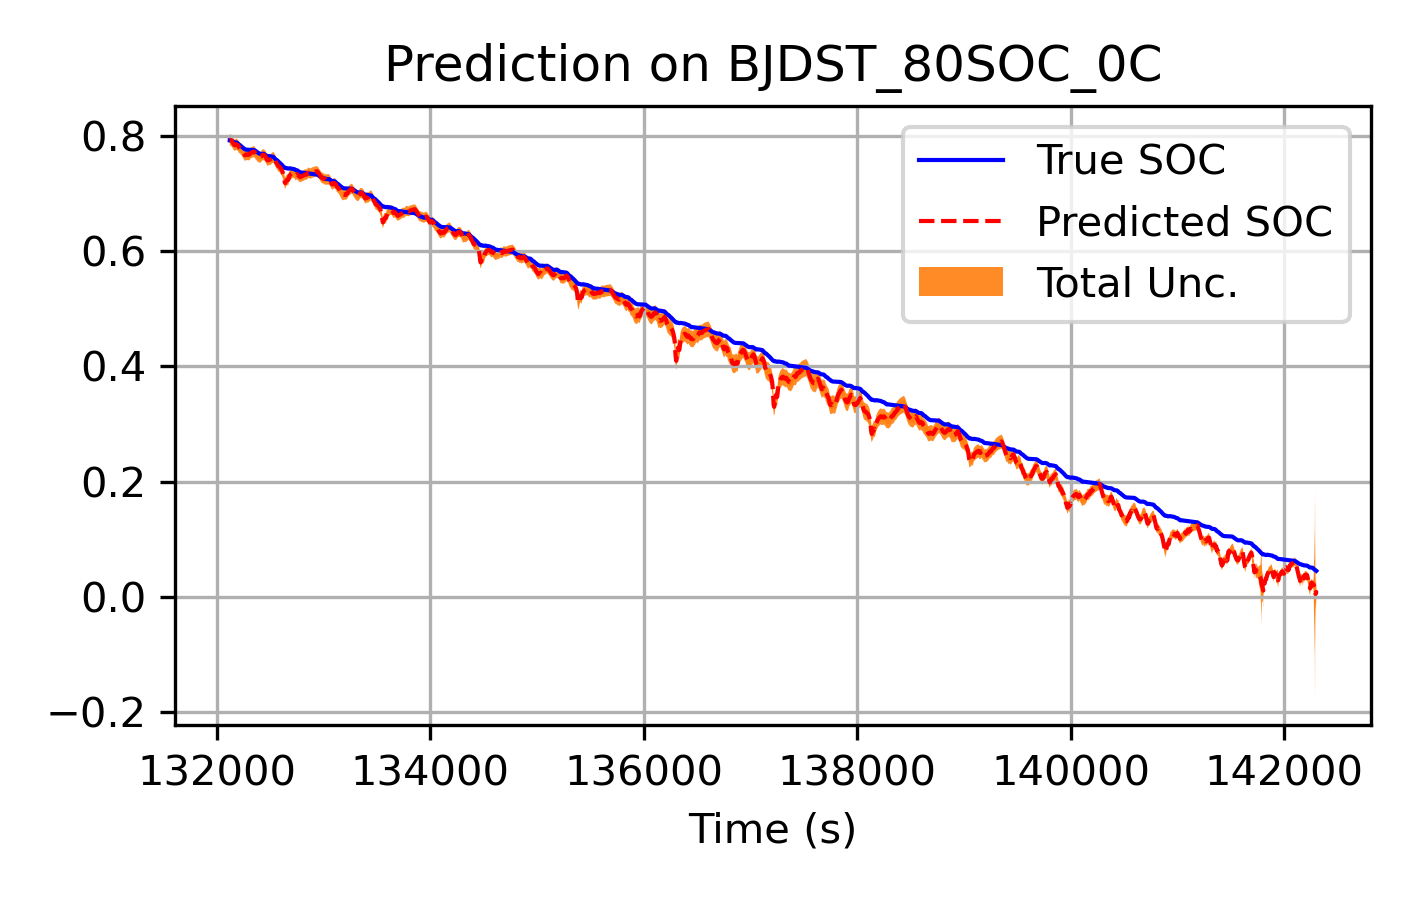 Prediction on BJDST_80SOC_0C
0.8
0.6
0.4
0.2
0.0
−0.2
True SOC
Predicted SOC
Total Unc.
132000 134000 136000 138000 140000 142000
Time (s)